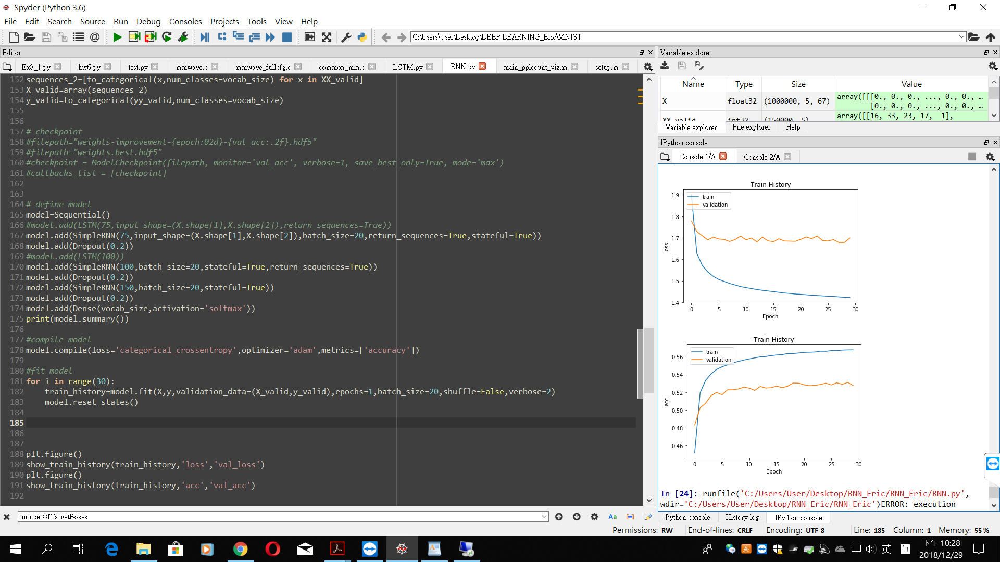 Spyder (Python 3.6)
File Edit Search Source Run Debug Consoles Projects Tools View Help
C:\Users\User\Desktop\DEEP LEARNING_Eric\MNIST
Editor
Ex8_1.py hw6.py test.py mmwave.c mmwave_fullcfg.c common_min.c LSTM.py RNN.py main_pplcount_viz.m setup.m
152 sequences_2=[to_categorical(x,num_classes=vocab_size) for x in XX_valid]
153 X_valid=array(sequences_2)
154 y_valid=to_categorical(yy_valid,num_classes=vocab_size)
155
156
157 # checkpoint
158 #filepath="weights-improvement-{epoch:02d}-{val_acc:.2f}.hdf5"
159 #filepath="weights.best.hdf5"
160 #checkpoint = ModelCheckpoint(filepath, monitor='val_acc', verbose=1, save_best_only=True, mode='max')
161 #callbacks_list = [checkpoint]
162
163
164 # define model
165 model=Sequential()
166 #model.add(LSTM(75,input_shape=(X.shape[1],X.shape[2]),return_sequences=True))
167 model.add(SimpleRNN(75,input_shape=(X.shape[1],X.shape[2]),batch_size=20,return_sequences=True,stateful=True))
168 model.add(Dropout(0.2))
169 #model.add(LSTM(100))
170 model.add(SimpleRNN(100,batch_size=20,stateful=True,return_sequences=True))
171 model.add(Dropout(0.2))
172 model.add(SimpleRNN(150,batch_size=20,stateful=True))
173 model.add(Dropout(0.2))
174 model.add(Dense(vocab_size,activation='softmax'))
175 print(model.summary())
176
177 #compile model
178 model.compile(loss='categorical_crossentropy',optimizer='adam',metrics=['accuracy'])
179
180 #fit model
181 for i in range(30):
182 train_history=model.fit(X,y,validation_data=(X_valid,y_valid),epochs=1,batch_size=20,shuffle=False,verbose=2)
183 model.reset_states()
184
185
186
187
188 plt.figure()
189 show_train_history(train_history,'loss','val_loss')
190 plt.figure()
191 show_train_history(train_history,'acc','val_acc')
192
numberOfTargetBoxes
Aa
Variable explorer
Name Type Size Value
X float32 (1000000, 5, 67) array([[[0., 0., 0., ..., 0., 0., …
[0., 0., 0., ..., 0., 0., …
XX_valid int32 (150000, 5) array([[16, 33, 23, 17, 1],
Variable explorer File explorer Help
IPython console
Console 1/A Console 2/A
Train History
train
validation
1.9
1.8
1.7
1.6
1.5
1.4
loss
0 5 10 15 20 25 30
Epoch
Train History
train
validation
0.56
0.54
0.52
0.50
0.48
0.46
acc
0 5 10 15 20 25 30
Epoch
In [24]: runfile('C:/Users/User/Desktop/RNN_Eric/RNN_Eric/RNN.py',
wdir='C:/Users/User/Desktop/RNN_Eric/RNN_Eric')ERROR: execution
Python console History log IPython console
Permissions: RW End-of-lines: CRLF Encoding: UTF-8 Line: 185 Column: 1 Memory: 55 %
英
下午 10:28
2018/12/29